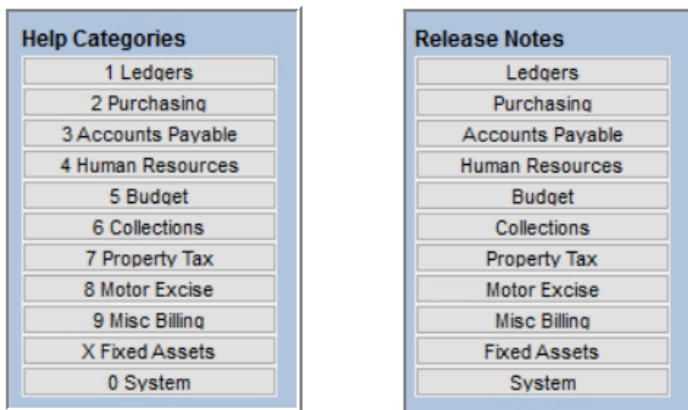 Help Categories
1 Ledgers
2 Purchasing
3 Accounts Payable
4 Human Resources
5 Budget
6 Collections
7 Property Tax
8 Motor Excise
9 Misc Billing
X Fixed Assets
0 System
Release Notes
Ledgers
Purchasing
Accounts Payable
Human Resources
Budget
Collections
Property Tax
Motor Excise
Misc Billing
Fixed Assets
System